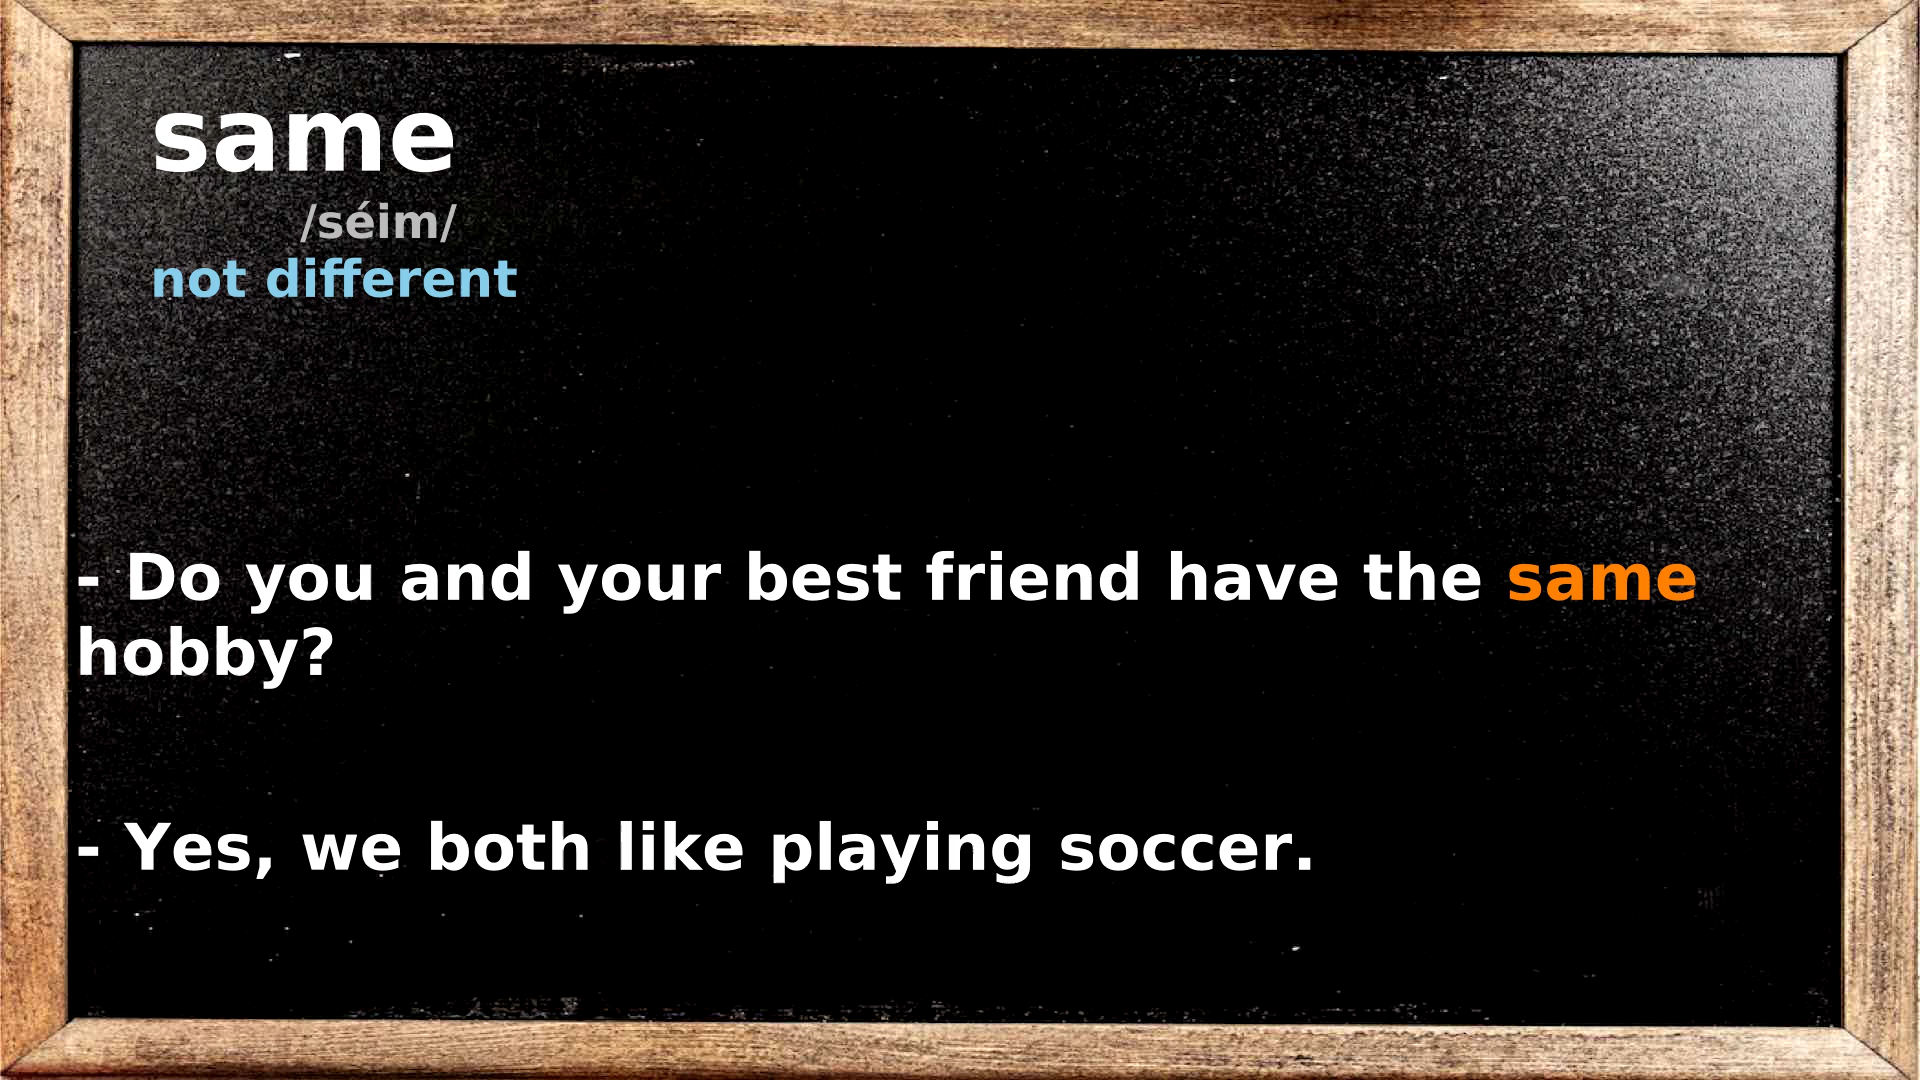 same
/séim/
not different
- Do you and your best friend have the same
hobby?
- Yes, we both like playing soccer.